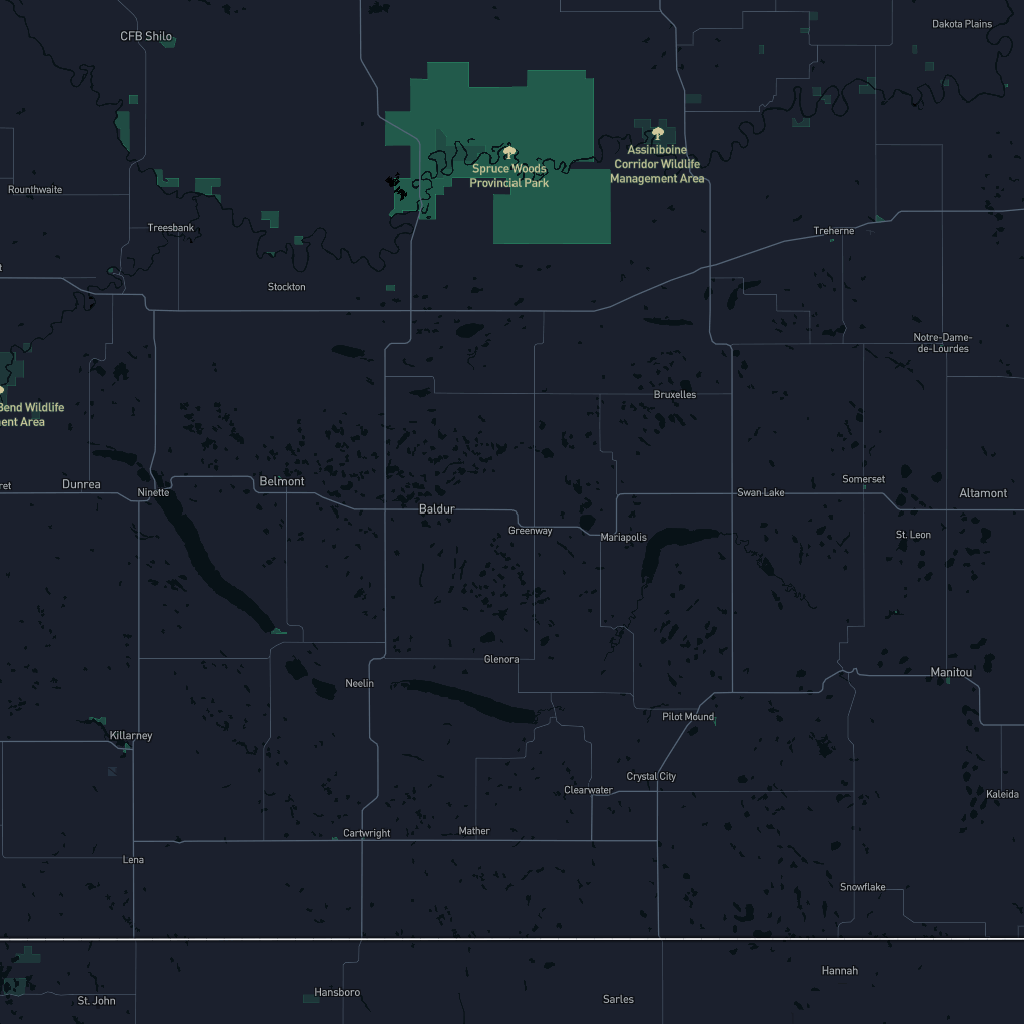 Dakota Plains
CFB Shilo
Assiniboine
Corridor Wildlife
Management Area
Spruce Woods
Provincial Park
Rounthwaite
Treesbank
Treherne
Stockton
Notre-Dame-
de-Lourdes
Bruxelles
Bend Wildlife
ent Area
Dunrea
Ninette
Belmont
Somerset
Swan Lake
Altamont
Baldur
Greenway
Mariapolis
St. Leon
Glenora
Manitou
Neelin
Pilot Mound
Killarney
Crystal City
Clearwater
Kaleida
Cartwright
Mather
Lena
Snowflake
Hannah
Hansboro
Sarles
St. John